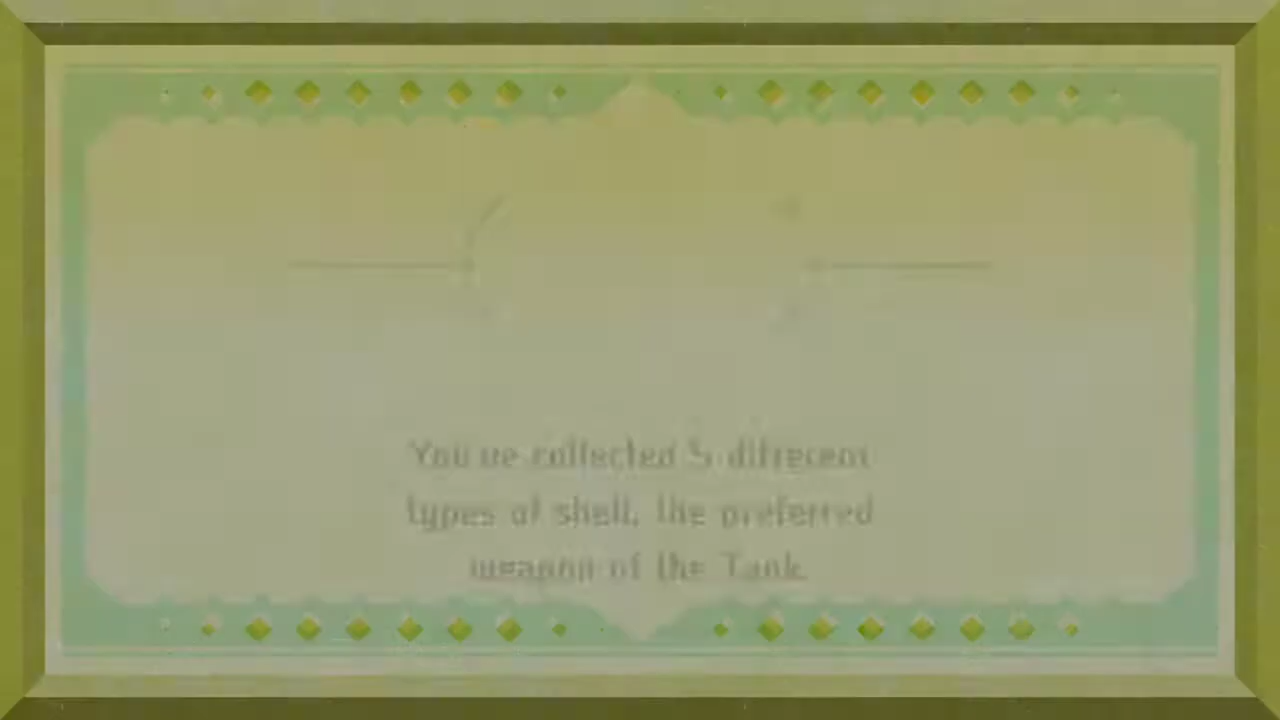 You've collected 5 different
types of shell, the preferred
weapon of the Tank.